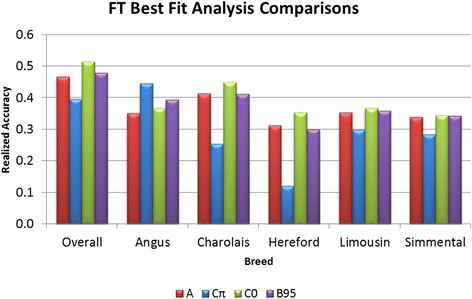 FT Best Fit Analysis Comparisons
0.6
0.5
0.4
0.3
0.2
0.1
0.0
Realized Accuracy
Overall Angus Charolais Hereford Limousin Simmental
Breed
A Cπ C0 B95